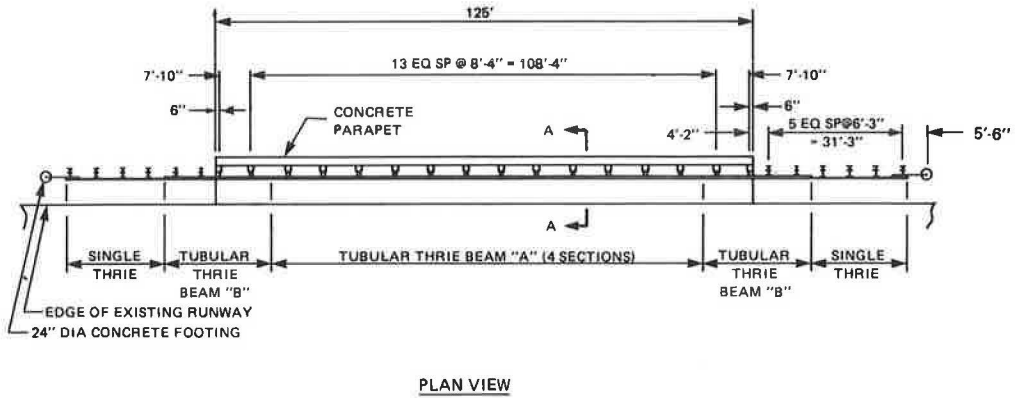 125'
13 EQ SP @ 8'-4" = 108'-4"
7'-10"
7'-10"
6"
6"
CONCRETE
PARAPET
A
4'-2"
5 EQ SP@6'-3"
= 31'-3"
5'-6"
A
SINGLE
THRIE
TUBULAR
THRIE
BEAM "B"
TUBULAR THRIE BEAM "A" (4 SECTIONS)
TUBULAR
THRIE
BEAM "B"
SINGLE
THRIE
EDGE OF EXISTING RUNWAY
24" DIA CONCRETE FOOTING
PLAN VIEW